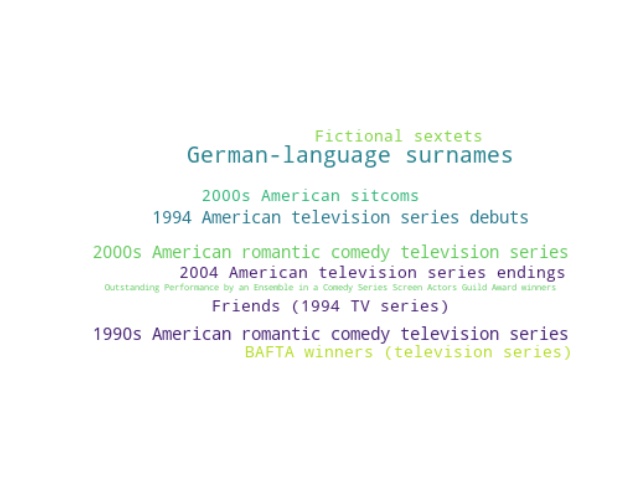 Fictional sextets
German-language surnames
2000s American sitcoms
1994 American television series debuts
2000s American romantic comedy television series
2004 American television series endings
Outstanding Performance by an Ensemble in a Comedy Series Screen Actors Guild Award winners
Friends (1994 TV series)
1990s American romantic comedy television series
BAFTA winners (television series)